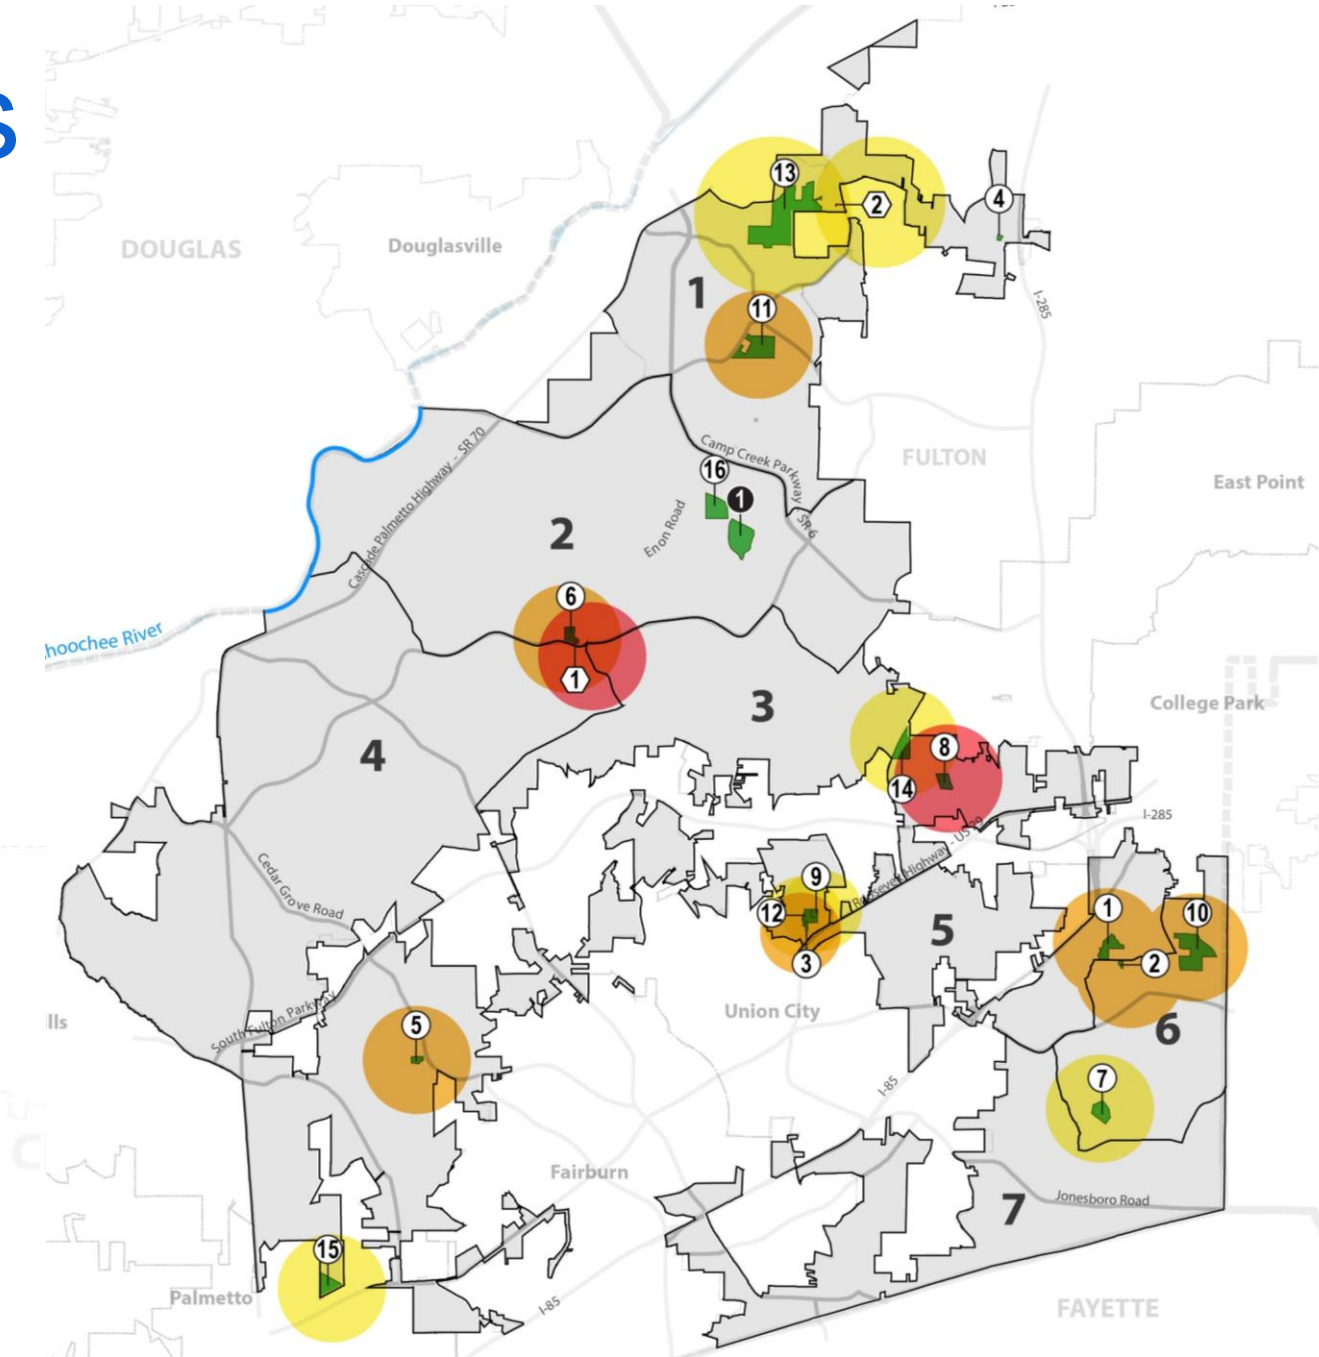 S
13
2
4
DOUGLAS
Douglasville
1
I-285
11
FULTON
Camp Creek Parkway - SR 6
Cascade Palmetto Highway - SR 70
16
1
East Point
Enon Road
2
6
hoochee River
1
College Park
3
4
8
14
I-285
Roosevelt Highway - US 29
Cedar Grove Road
9
12
3
5
1
10
2
Union City
lls
South Fulton Parkway
5
6
7
I-85
C
Fairburn
7
Jonesboro Road
15
Palmetto
I-85
FAYETTE